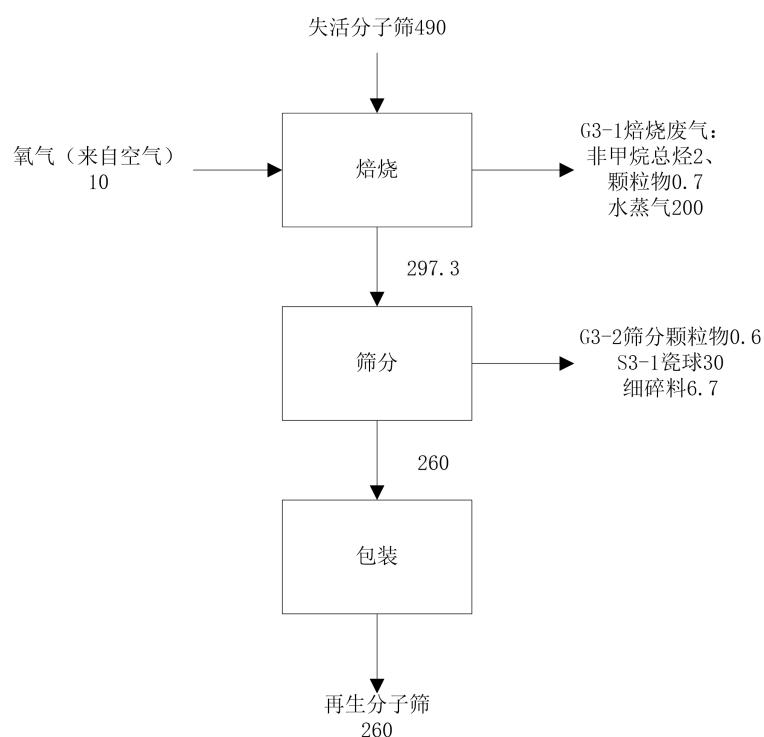 失活分子筛490
氧气（来自空气）
10
焙烧
G3-1焙烧废气：
非甲烷总烃2、
颗粒物0.7
水蒸气200
297.3
筛分
G3-2筛分颗粒物0.6
S3-1瓷球30
细碎料6.7
260
包装
再生分子筛
260